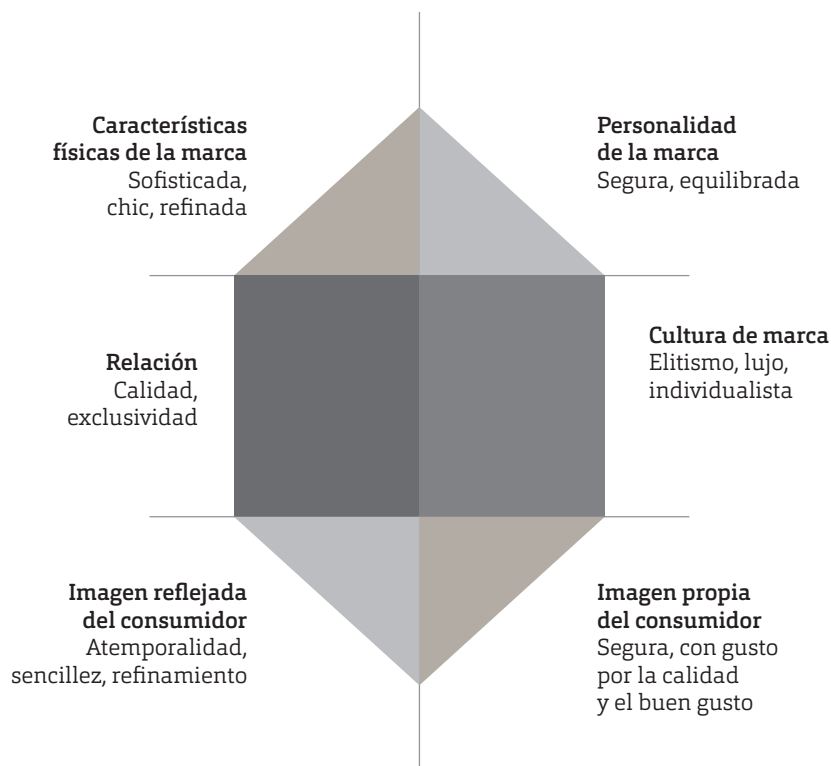 Características
físicas de la marca
Sofisticada,
chic, refinada
Personalidad
de la marca
Segura, equilibrada
Relación
Calidad,
exclusividad
Cultura de marca
Elitismo, lujo,
individualista
Imagen reflejada
del consumidor
Atemporalidad,
sencillez, refinamiento
Imagen propia
del consumidor
Segura, con gusto
por la calidad
y el buen gusto